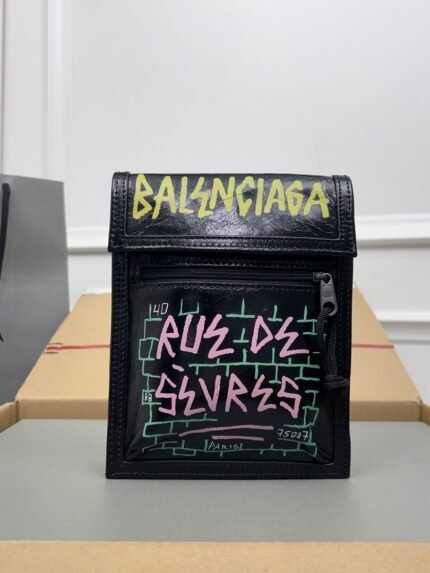 BALENCIAGA
40
RUE DE
SÈVRES
75007
PARIS